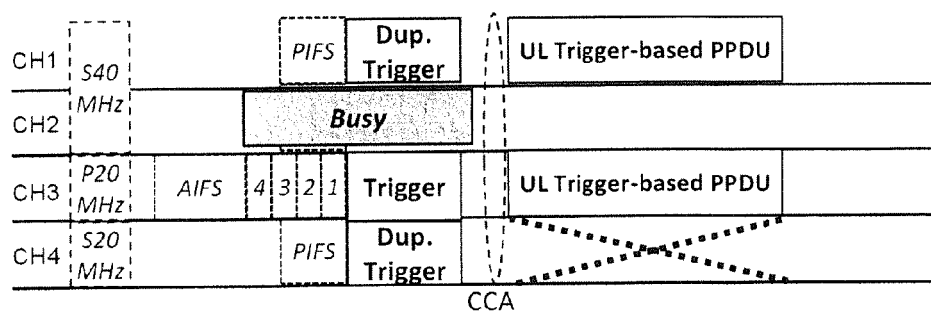 CH1
S40
MHz
PIFS
Dup.
Trigger
UL Trigger-based PPDU
CH2
Busy
CH3
P20
MHz
AIFS
4
3
2
1
Trigger
UL Trigger-based PPDU
CH4
S20
MHz
PIFS
Dup.
Trigger
CCA